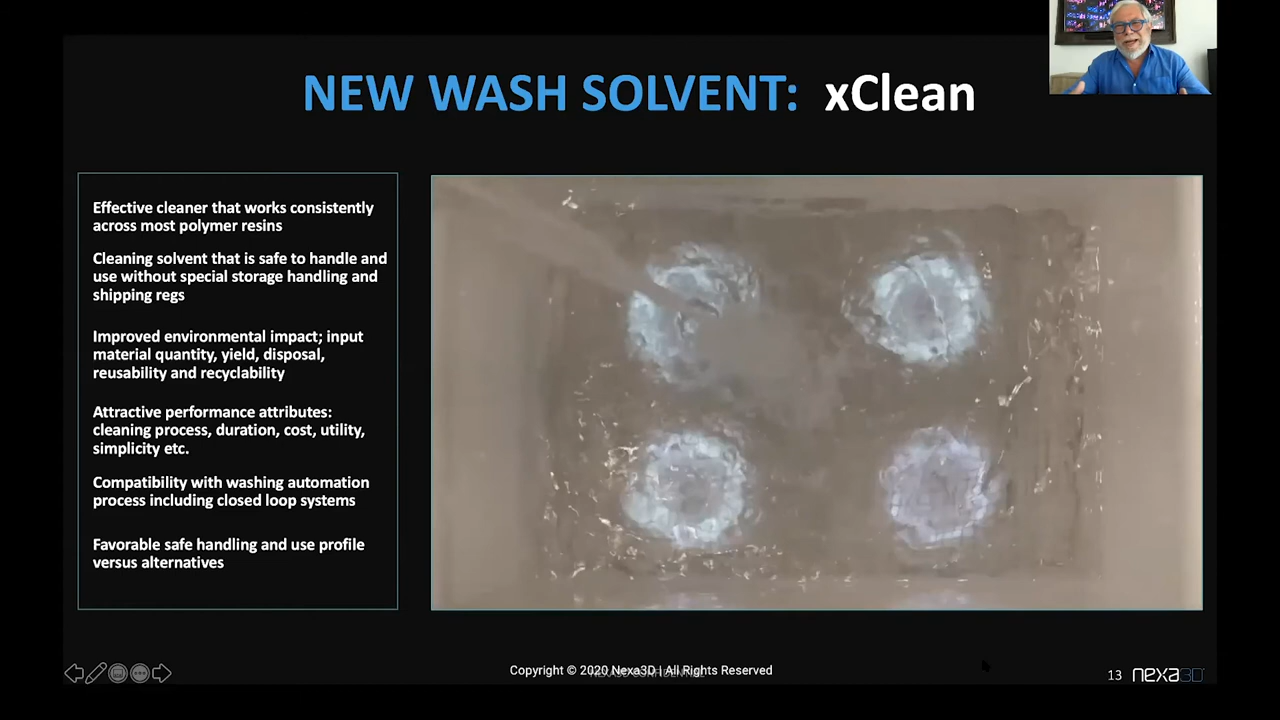 NEW WASH SOLVENT: xClean
Effective cleaner that works consistently
across most polymer resins
Cleaning solvent that is safe to handle and
use without special storage handling and
shipping regs
Improved environmental impact; input
material quantity, yield, disposal,
reusability and recyclability
Attractive performance attributes:
cleaning process, duration, cost, utility,
simplicity etc.
Compatibility with washing automation
process including closed loop systems
Favorable safe handling and use profile
versus alternatives
Copyright © 2020 Nexa3D | All Rights Reserved
NEXA3D CONFIDENTIAL
13 nexa3D